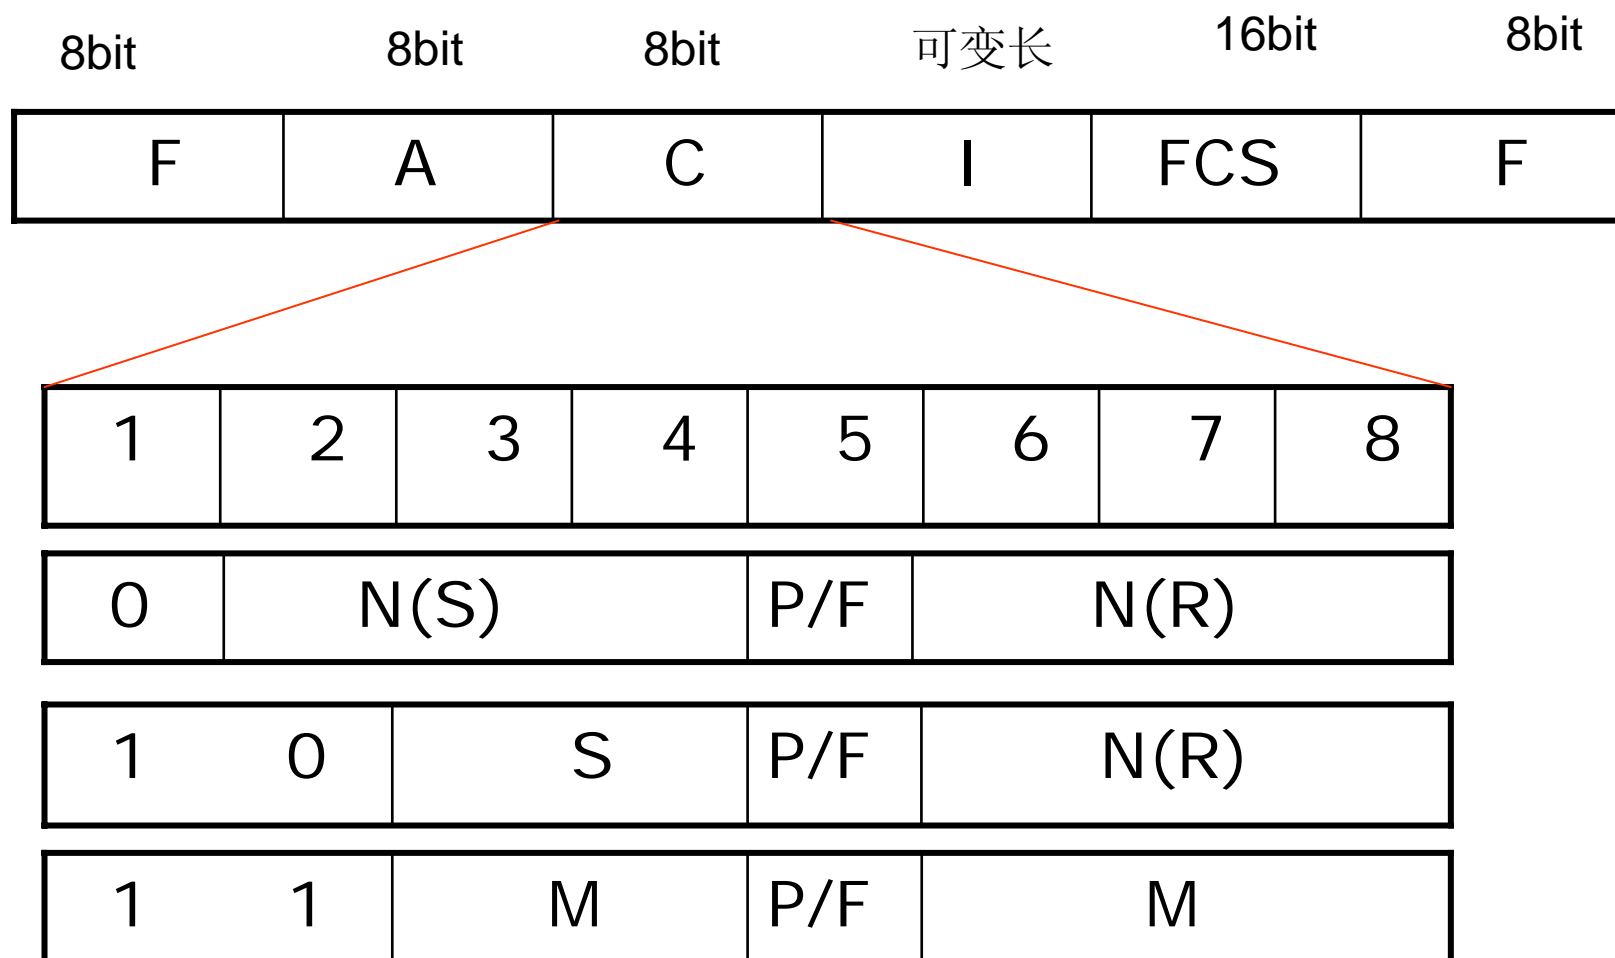 8bit 8bit 8bit 可变长 16bit 8bit
F A C I FCS F
1 2 3 4 5 6 7 8
0 N(S) P/F N(R)
1 0 S P/F N(R)
1 1 M P/F M